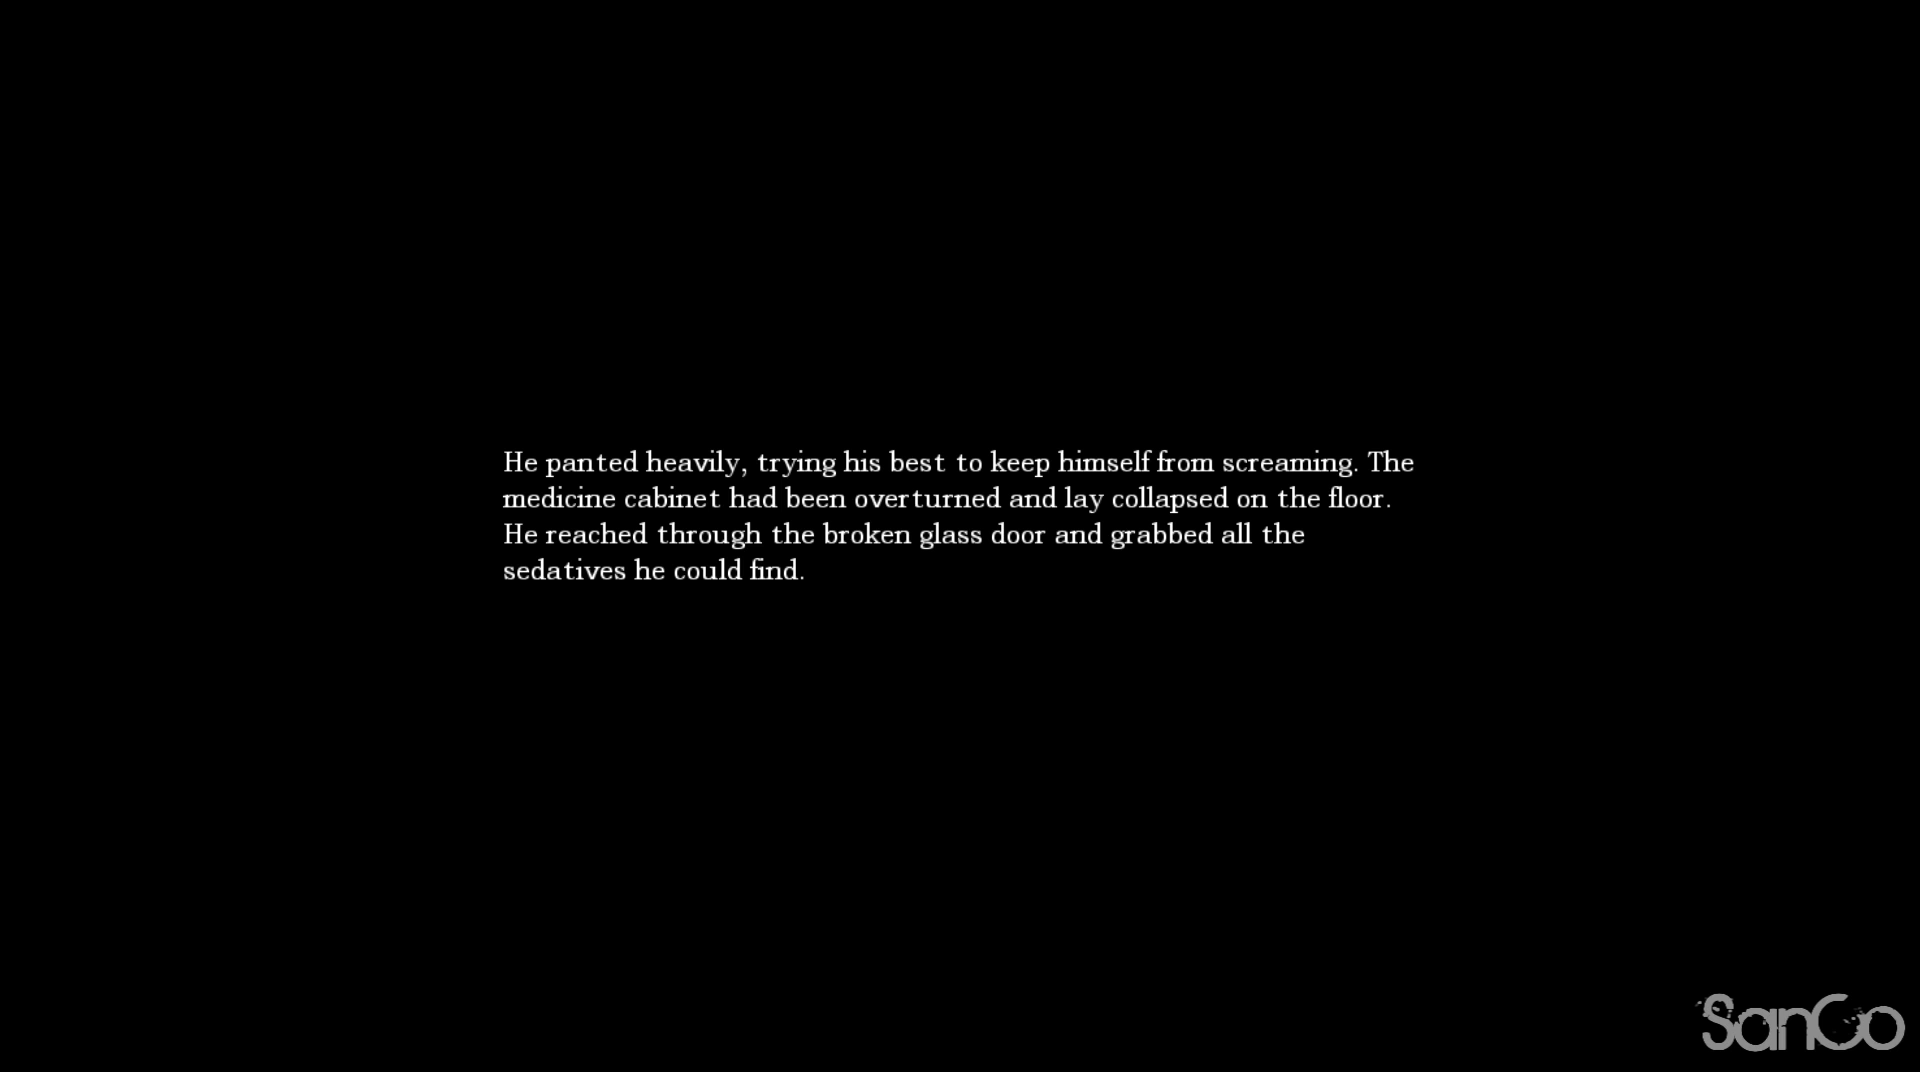 He panted heavily, trying his best to keep himself from screaming. The
medicine cabinet had been overturned and lay collapsed on the floor.
He reached through the broken glass door and grabbed all the
sedatives he could find.
SanCo